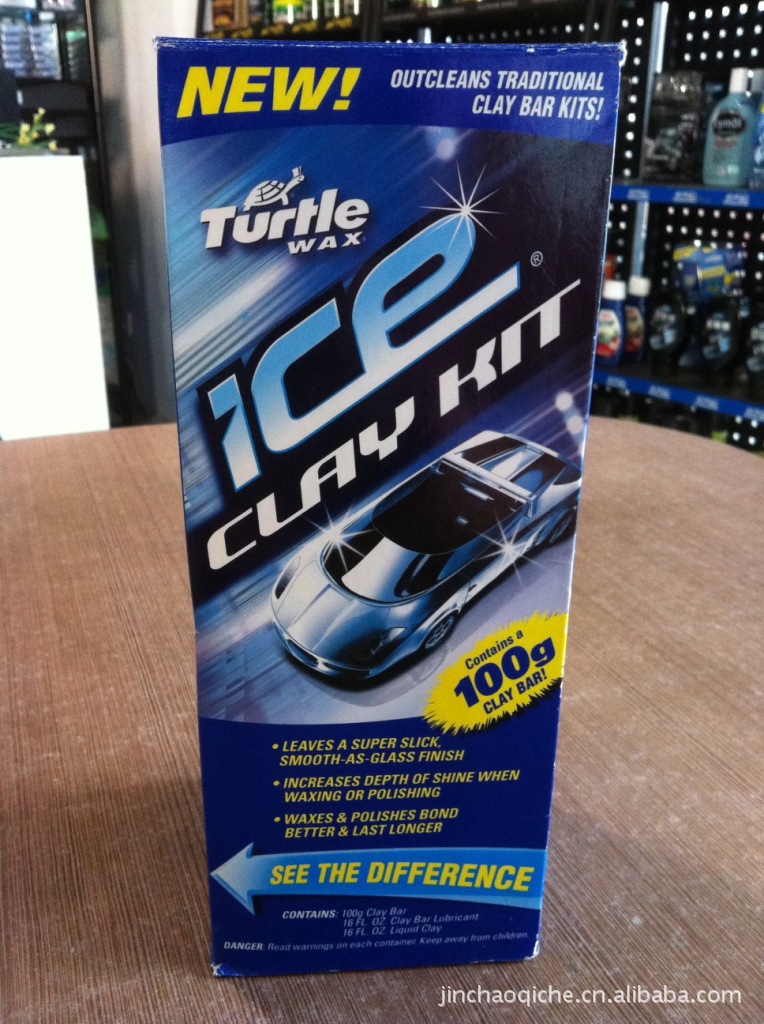 NEW!
OUTCLEANS TRADITIONAL
CLAY BAR KITS!
Turtle
WAX
ice®
CLAY KIT
Contains a
100g
CLAY BAR!
• LEAVES A SUPER SLICK,
SMOOTH-AS-GLASS FINISH
• INCREASES DEPTH OF SHINE WHEN
WAXING OR POLISHING
• WAXES & POLISHES BOND
BETTER & LAST LONGER
SEE THE DIFFERENCE
CONTAINS: 100g Clay Bar
16 FL. OZ. Clay Bar Lubricant
16 FL. OZ. Liquid Clay
DANGER: Read warnings on each container. Keep away from children.
jinchaoqiche.cn.alibaba.com